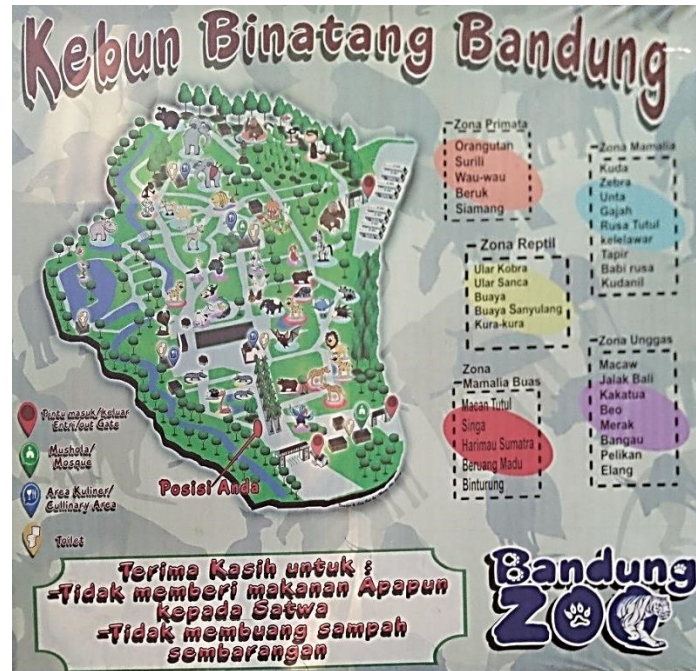 Kebun Binatang Bandung
-Zona Primata
Orangutan
Surili
Wau-wau
Beruk
Siamang
-Zona Mamalia
Kuda
Zebra
Unta
Gajah
Rusa Tutul
kelelawar
Tapir
Babi rusa
Kudanil
- Zona Reptil
Ular Kobra
Ular Sanca
Buaya
Buaya Sanyulang
Kura-kura
Zona
-Mamalia Buas
Macan Tutul
Singa
Harimau Sumatra
Beruang Madu
Binturung
-Zona Unggas
Macaw
Jalak Bali
Kakatua
Beo
Merak
Bangau
Pelikan
Elang
Pintu masuk/keluar
Entry/out Gate
Mushola/
Mosque
Area Kuliner/
Cullinary Area
Toilet
Posisi Anda
Terima Kasih untuk :
-Tidak memberi makanan Apapun
kepada Satwa
-Tidak membuang sampah
sembarangan
Bandung
ZOO